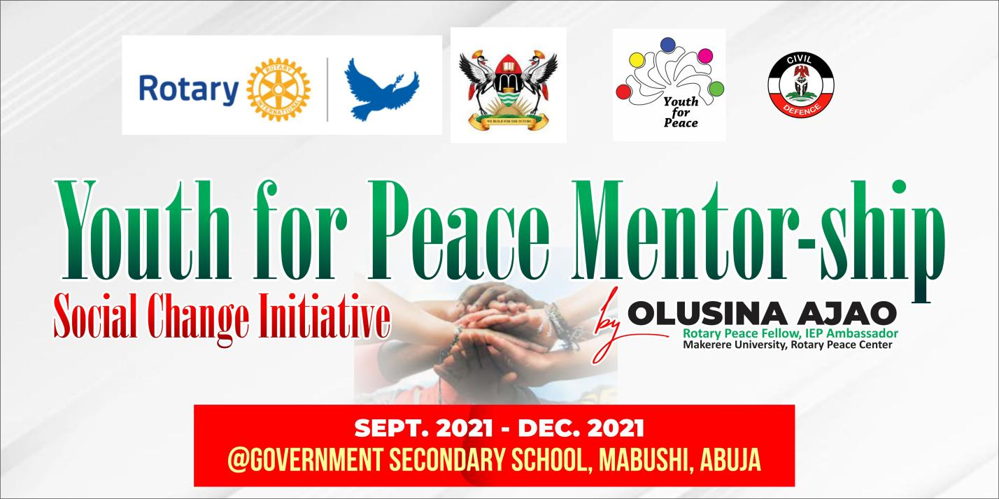 Rotary
ROTARY
INTERNATIONAL
WE BUILD FOR THE FUTURE
Youth
for
Peace
CIVIL
DEFENCE
Youth for Peace Mentor-ship
Social Change Initiative
by OLUSINA AJAO
Rotary Peace Fellow, IEP Ambassador
Makerere University, Rotary Peace Center
SEPT. 2021 - DEC. 2021
@GOVERNMENT SECONDARY SCHOOL, MABUSHI, ABUJA